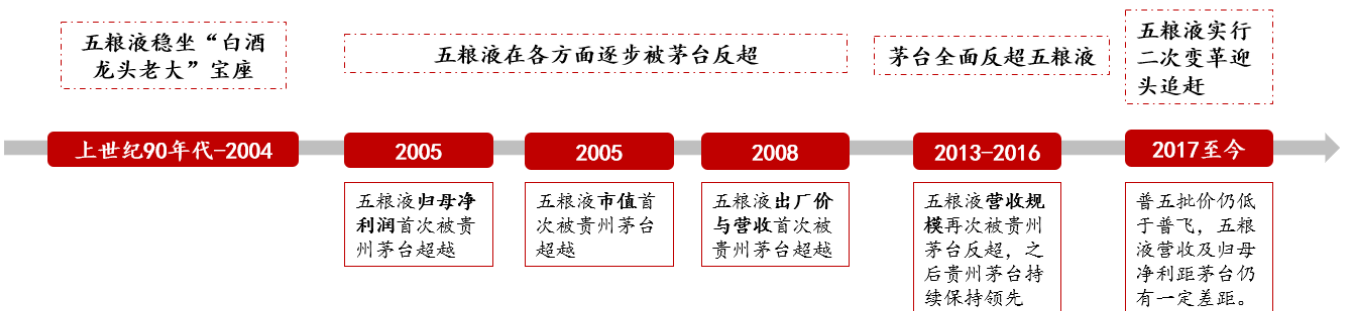 五粮液稳坐“白酒
龙头老大”宝座
五粮液在各方面逐步被茅台反超
茅台全面反超五粮液
五粮液实行
二次变革迎
头追赶
上世纪90年代-2004
2005
2005
2008
2013-2016
2017至今
五粮液归母净
利润首次被贵
州茅台超越
五粮液市值首
次被贵州茅台
超越
五粮液出厂价
与营收首次被
贵州茅台超越
五粮液营收规
模再次被贵州
茅台反超，之
后贵州茅台持
续保持领先
普五批价仍低
于普飞，五粮
液营收及归母
净利距茅台仍
有一定差距。